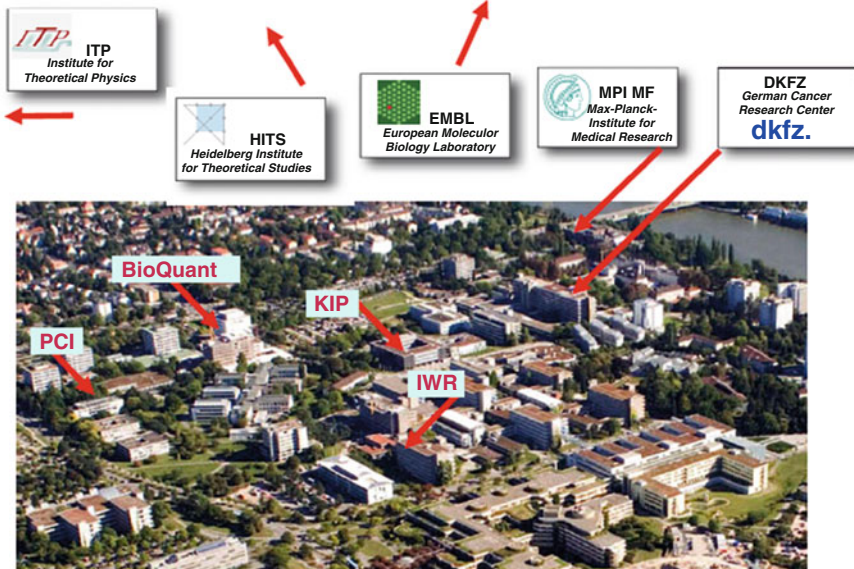 ITP
ITP
Institute for
Theoretical Physics
HITS
Heidelberg Institute
for Theoretical Studies
EMBL
European Moleculor
Biology Laboratory
MPI MF
Max-Planck-
Institute for
Medical Research
DKFZ
German Cancer
Research Center
dkfz.
BioQuant
KIP
PCI
IWR